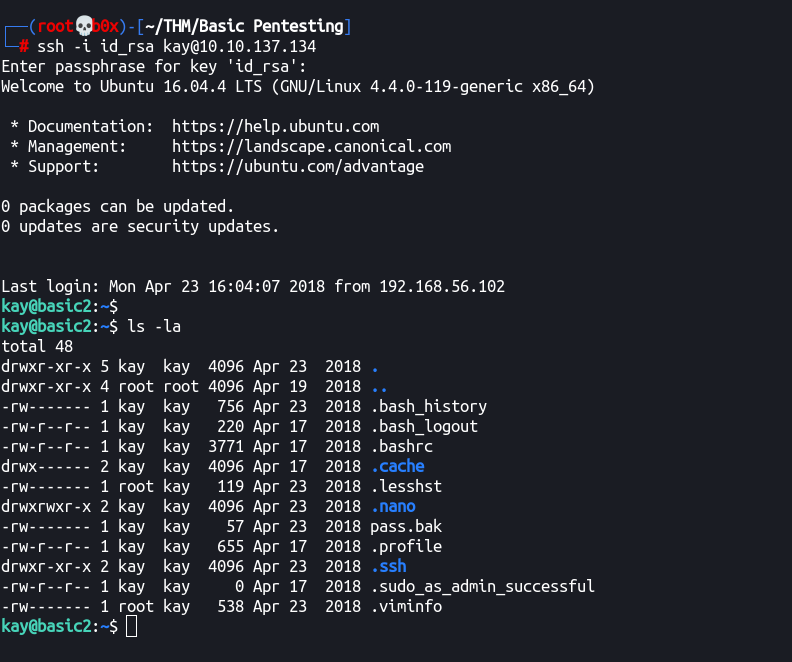 ┌──(root💀b0x)-[~/THM/Basic Pentesting]
└─# ssh -i id_rsa kay@10.10.137.134
Enter passphrase for key 'id_rsa':
Welcome to Ubuntu 16.04.4 LTS (GNU/Linux 4.4.0-119-generic x86_64)
* Documentation:  https://help.ubuntu.com
* Management:     https://landscape.canonical.com
* Support:        https://ubuntu.com/advantage
0 packages can be updated.
0 updates are security updates.
Last login: Mon Apr 23 16:04:07 2018 from 192.168.56.102
kay@basic2:~$
kay@basic2:~$ ls -la
total 48
drwxr-xr-x 5 kay  kay  4096 Apr 23  2018 .
drwxr-xr-x 4 root root 4096 Apr 19  2018 ..
-rw------- 1 kay  kay   756 Apr 23  2018 .bash_history
-rw-r--r-- 1 kay  kay   220 Apr 17  2018 .bash_logout
-rw-r--r-- 1 kay  kay  3771 Apr 17  2018 .bashrc
drwx------ 2 kay  kay  4096 Apr 17  2018 .cache
-rw------- 1 root kay   119 Apr 23  2018 .lesshst
drwxrwxr-x 2 kay  kay  4096 Apr 23  2018 .nano
-rw------- 1 kay  kay    57 Apr 23  2018 pass.bak
-rw-r--r-- 1 kay  kay   655 Apr 17  2018 .profile
drwxr-xr-x 2 kay  kay  4096 Apr 23  2018 .ssh
-rw-r--r-- 1 kay  kay     0 Apr 17  2018 .sudo_as_admin_successful
-rw------- 1 root kay   538 Apr 23  2018 .viminfo
kay@basic2:~$